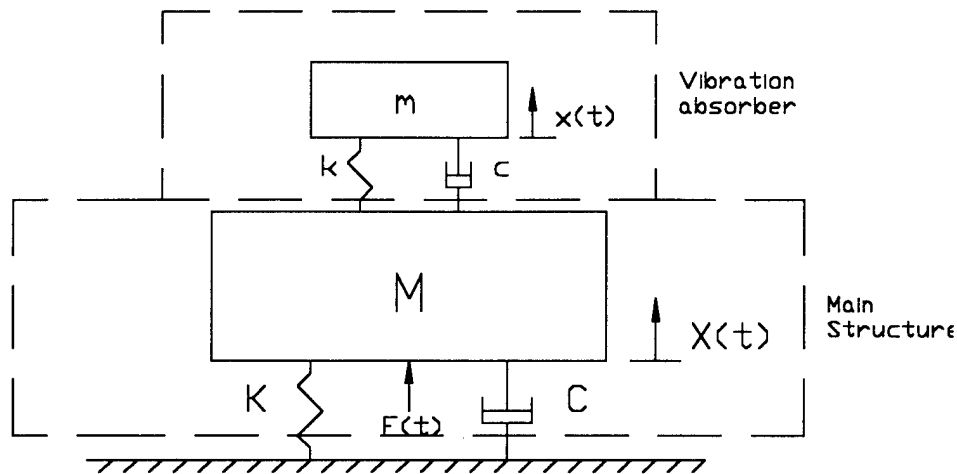 m
x(t)
Vibration
absorber
k
c
M
X(t)
Main
Structure
K
F(t)
C